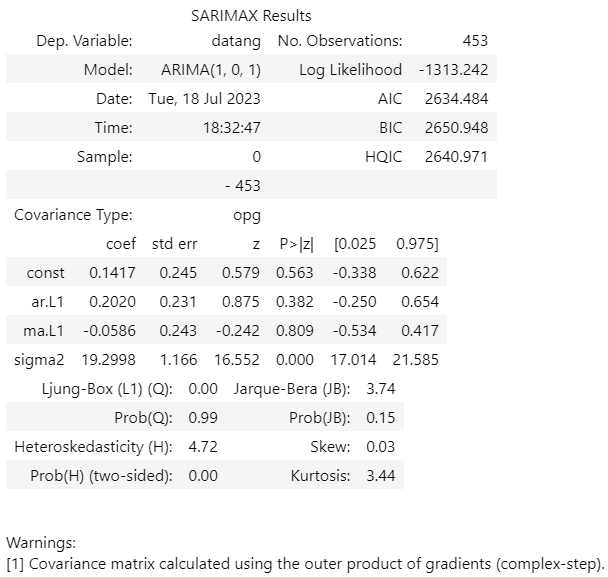 SARIMAX Results
Dep. Variable: datang No. Observations: 453
Model: ARIMA(1, 0, 1) Log Likelihood -1313.242
Date: Tue, 18 Jul 2023 AIC 2634.484
Time: 18:32:47 BIC 2650.948
Sample: 0 HQIC 2640.971
- 453
Covariance Type: opg
coef std err z P>|z| [0.025 0.975]
const 0.1417 0.245 0.579 0.563 -0.338 0.622
ar.L1 0.2020 0.231 0.875 0.382 -0.250 0.654
ma.L1 -0.0586 0.243 -0.242 0.809 -0.534 0.417
sigma2 19.2998 1.166 16.552 0.000 17.014 21.585
Ljung-Box (L1) (Q): 0.00 Jarque-Bera (JB): 3.74
Prob(Q): 0.99 Prob(JB): 0.15
Heteroskedasticity (H): 4.72 Skew: 0.03
Prob(H) (two-sided): 0.00 Kurtosis: 3.44
Warnings:
[1] Covariance matrix calculated using the outer product of gradients (complex-step).